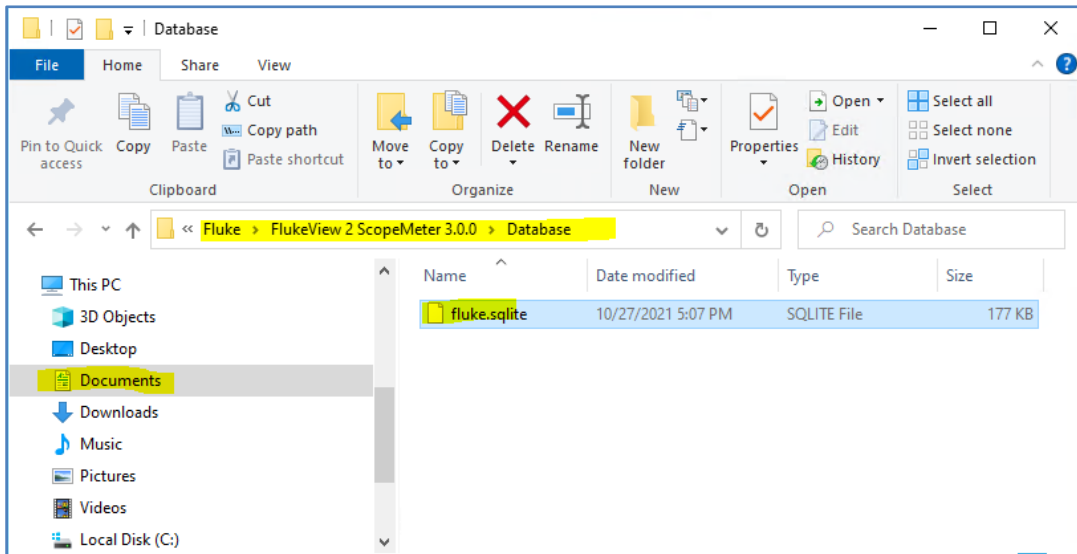 Database
File Home Share View
Pin to Quick access
Copy
Paste
Cut
Copy path
Paste shortcut
Clipboard
Move to
Copy to
Delete
Rename
Organize
New folder
New
Properties
Open
Edit
History
Open
Select all
Select none
Invert selection
Select
« Fluke > FlukeView 2 ScopeMeter 3.0.0 > Database
Search Database
This PC
3D Objects
Desktop
Documents
Downloads
Music
Pictures
Videos
Local Disk (C:)
Name Date modified Type Size
fluke.sqlite 10/27/2021 5:07 PM SQLITE File 177 KB